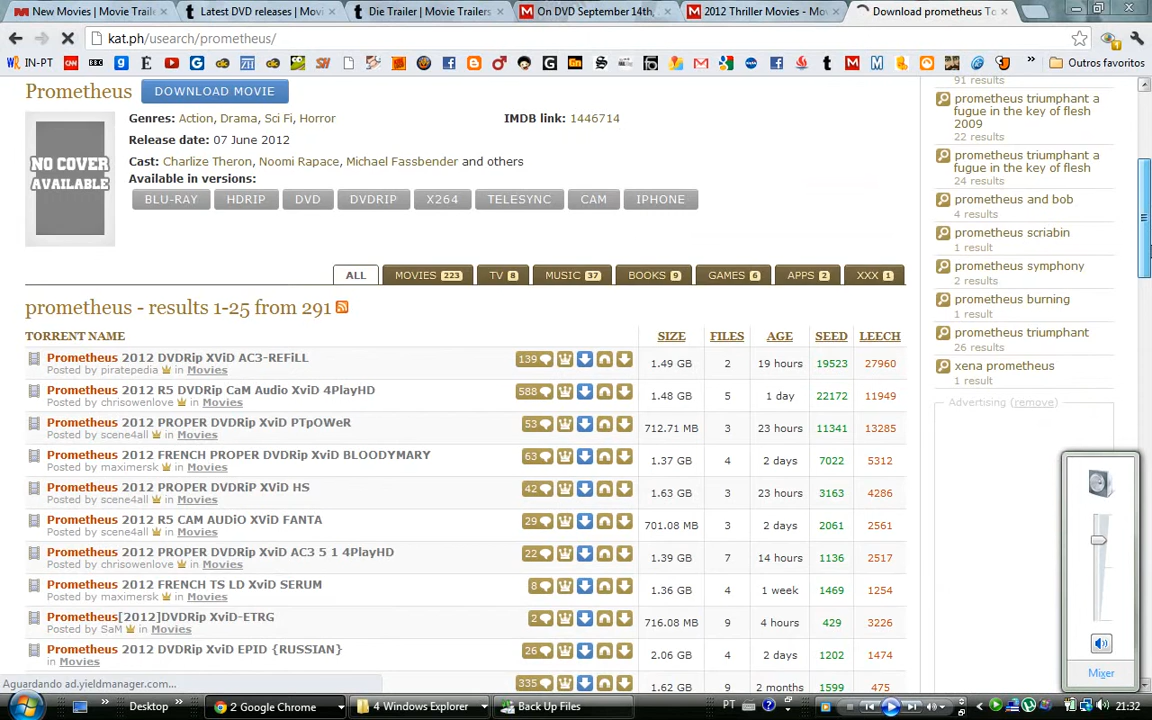 New Movies | Movie Trail
Latest DVD releases | Movi
Die Trailer | Movie Trailers
On DVD September 14th,
2012 Thriller Movies - Mo
Download prometheus To
kat.ph/usearch/prometheus/
IN-PT
Outros favoritos
Prometheus
DOWNLOAD MOVIE
NO COVER
AVAILABLE
Genres: Action, Drama, Sci Fi, Horror
IMDB link: 1446714
Release date: 07 June 2012
Cast: Charlize Theron, Noomi Rapace, Michael Fassbender and others
Available in versions:
BLU-RAY HDRIP DVD DVDRIP X264 TELESYNC CAM IPHONE
ALL MOVIES 223 TV 8 MUSIC 37 BOOKS 9 GAMES 6 APPS 2 XXX 1
prometheus - results 1-25 from 291
TORRENT NAME SIZE FILES AGE SEED LEECH
Prometheus 2012 DVDRip XViD AC3-REFiLL 139 1.49 GB 2 19 hours 19523 27960
Posted by piratepedia in Movies
Prometheus 2012 R5 DVDRip CaM Audio XviD 4PlayHD 588 1.48 GB 5 1 day 22172 11949
Posted by chrisowenlove in Movies
Prometheus 2012 PROPER DVDRip XviD PTpOWeR 53 712.71 MB 3 23 hours 11341 13285
Posted by scene4all in Movies
Prometheus 2012 FRENCH PROPER DVDRip XviD BLOODYMARY 63 1.37 GB 4 2 days 7022 5312
Posted by maximersk in Movies
Prometheus 2012 PROPER DVDRiP XViD HS 42 1.63 GB 3 23 hours 3163 4286
Posted by scene4all in Movies
Prometheus 2012 R5 CAM AUDiO XViD FANTA 29 701.08 MB 3 2 days 2061 2561
Posted by scene4all in Movies
Prometheus 2012 PROPER DVDRip XviD AC3 5 1 4PlayHD 22 1.39 GB 7 14 hours 1136 2517
Posted by chrisowenlove in Movies
Prometheus 2012 FRENCH TS LD XviD SERUM 8 1.36 GB 4 1 week 1469 1254
Posted by maximersk in Movies
Prometheus[2012]DVDRip XviD-ETRG 2 716.08 MB 9 4 hours 429 3226
Posted by SaM in Movies
Prometheus 2012 DVDRip XviD EPID {RUSSIAN} 26 2.06 GB 4 2 days 1202 1474
in Movies
335 1.62 GB 9 2 months 1599 475
91 results
prometheus triumphant a
fugue in the key of flesh
2009
22 results
prometheus triumphant a
fugue in the key of flesh
24 results
prometheus and bob
4 results
prometheus scriabin
1 result
prometheus symphony
2 results
prometheus burning
1 result
prometheus triumphant
26 results
xena prometheus
1 result
Advertising (remove)
Mixer
Aguardando ad.yieldmanager.com...
Desktop
2 Google Chrome
4 Windows Explorer
Back Up Files
PT
21:32